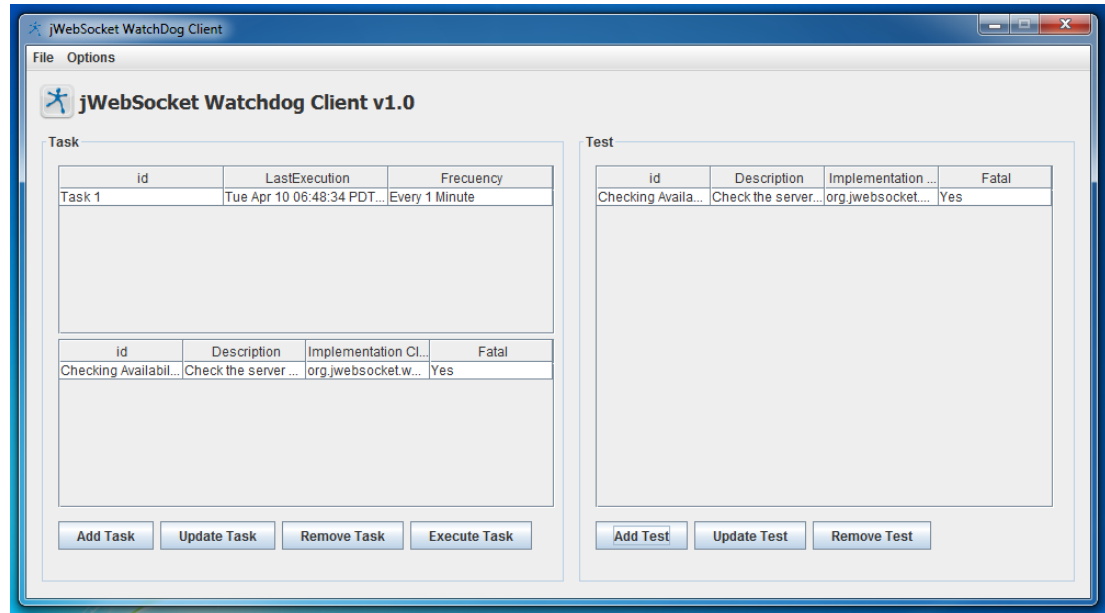 jWebSocket WatchDog Client
File Options
jWebSocket Watchdog Client v1.0
Task
id LastExecution Frecuency
Task 1 Tue Apr 10 06:48:34 PDT... Every 1 Minute
id Description Implementation Cl... Fatal
Checking Availabil... Check the server ... org.jwebsocket.w... Yes
Add Task Update Task Remove Task Execute Task
Test
id Description Implementation ... Fatal
Checking Availa... Check the server... org.jwebsocket.... Yes
Add Test Update Test Remove Test